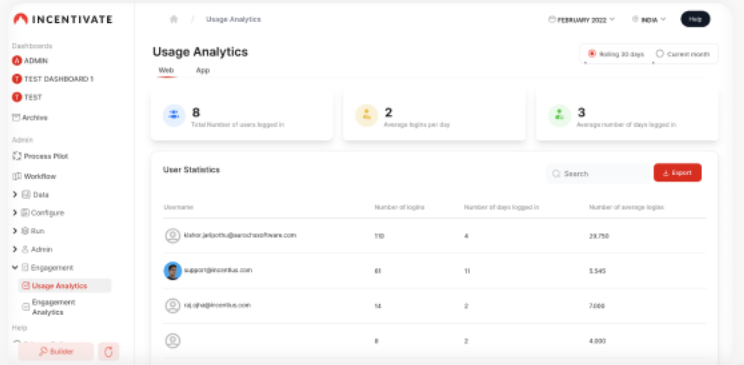 INCENTIVATE
Usage Analytics
FEBRUARY 2022
INDIA
Help
Dashboards
A ADMIN
T TEST DASHBOARD 1
T TEST
Archive
Admin
Process Pilot
Workflow
Data
Configure
Run
Admin
Engagement
Usage Analytics
Engagement
Analytics
Help
Builder
Usage Analytics
Rolling 30 days
Current month
Web
App
8
Total Number of users logged in
2
Average logins per day
3
Average number of days logged in
User Statistics
Search
Export
Username
Number of logins
Number of days logged in
Number of average logins
110
4
29.750
support@incentius.com
61
11
5.545
raj.ojha@incentius.com
14
2
7.000
8
2
4.000